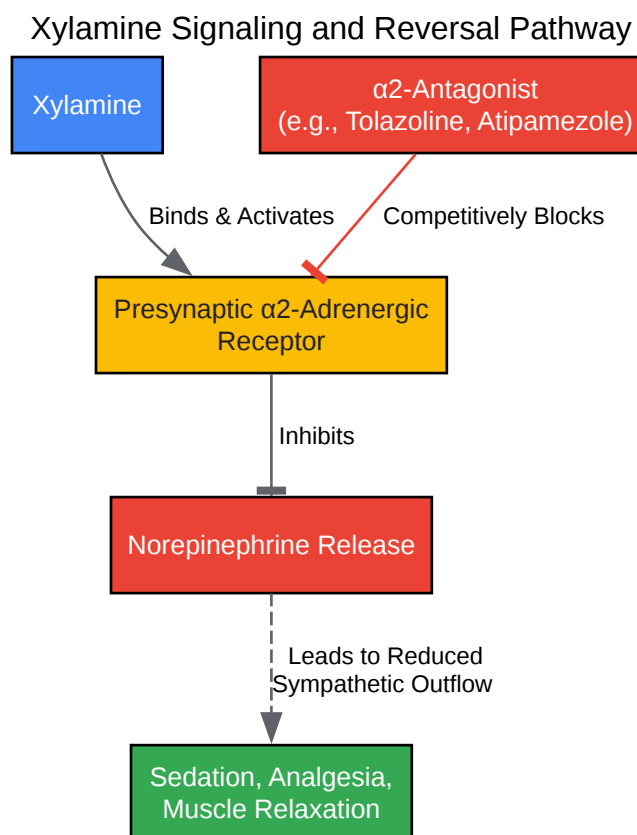 Xylamine Signaling and Reversal Pathway
Xylamine
α2-Antagonist
(e.g., Tolazoline, Atipamezole)
Binds & Activates
Competitively Blocks
Presynaptic α2-Adrenergic
Receptor
Inhibits
Norepinephrine Release
Leads to Reduced
Sympathetic Outflow
Sedation, Analgesia,
Muscle Relaxation